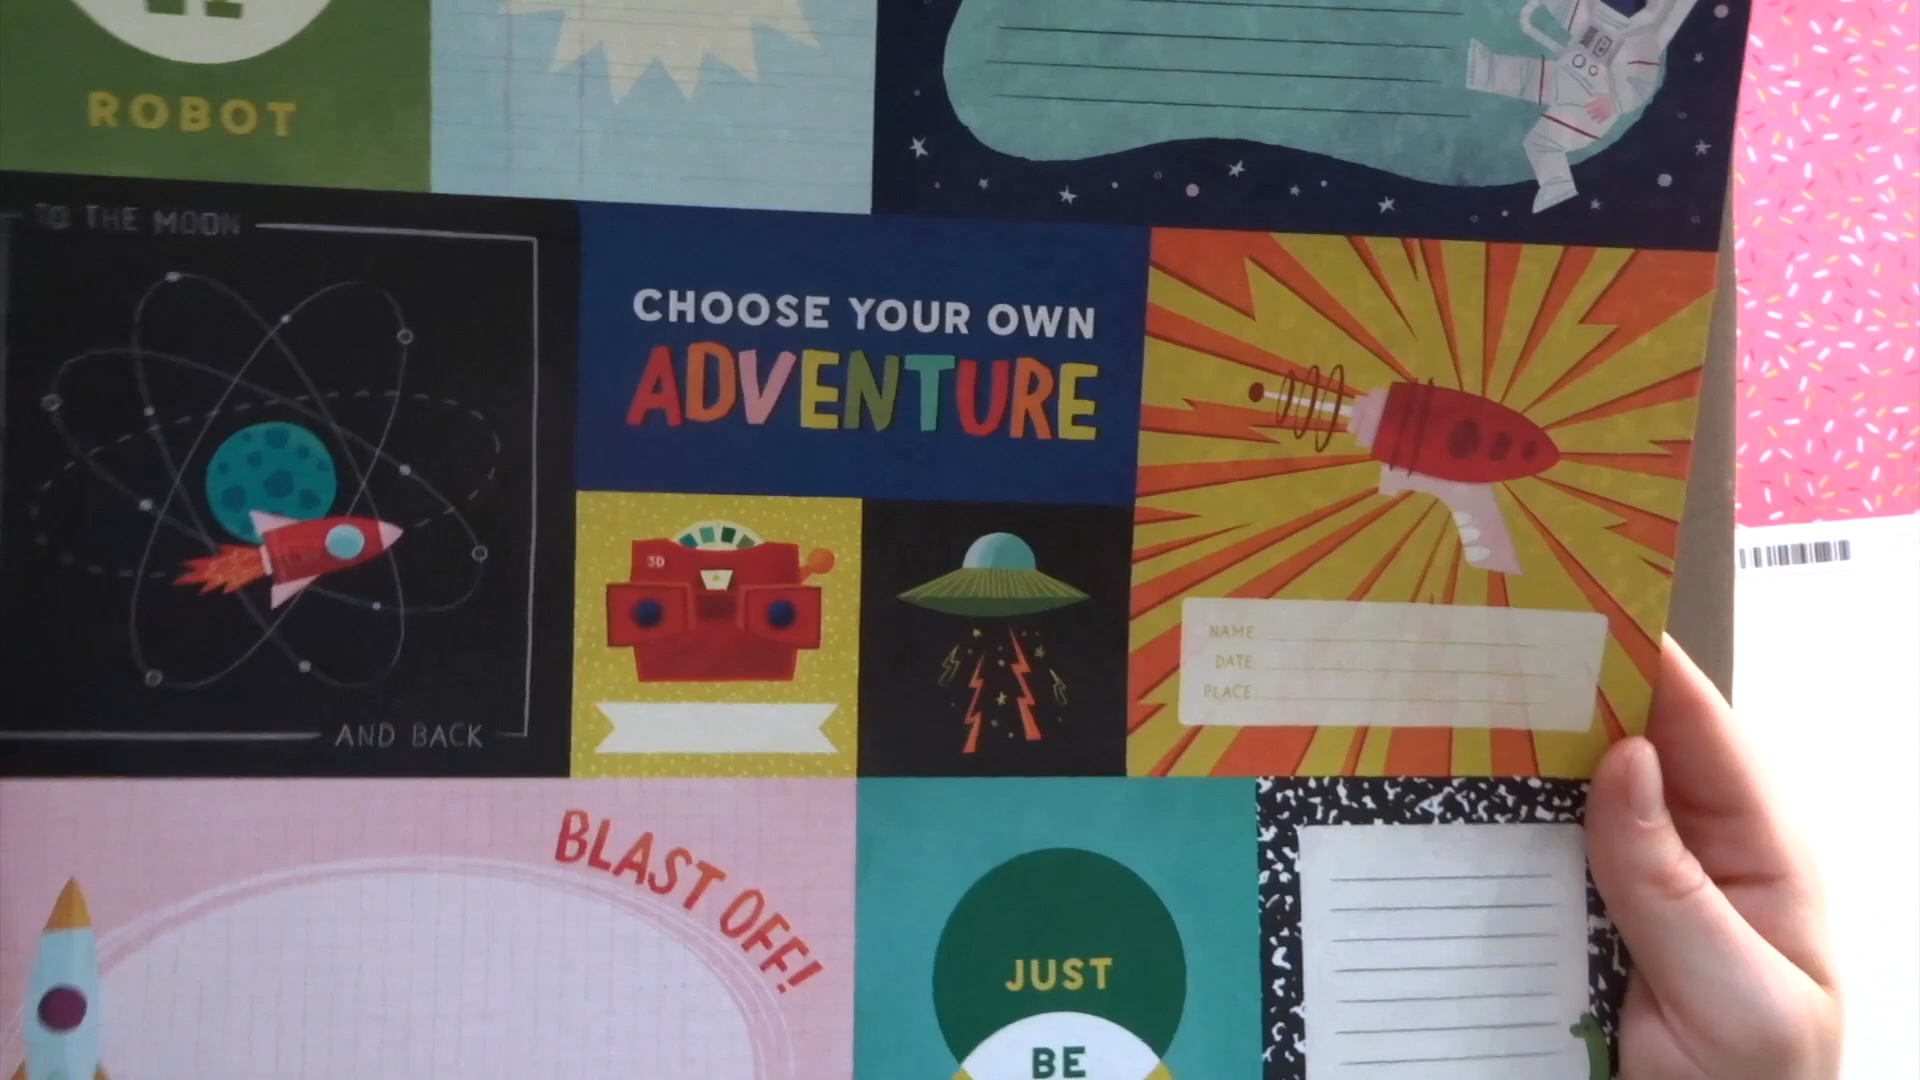 ROBOT
TO THE MOON
AND BACK
CHOOSE YOUR OWN
ADVENTURE
3D
NAME
DATE
PLACE
BLAST OFF!
JUST
BE